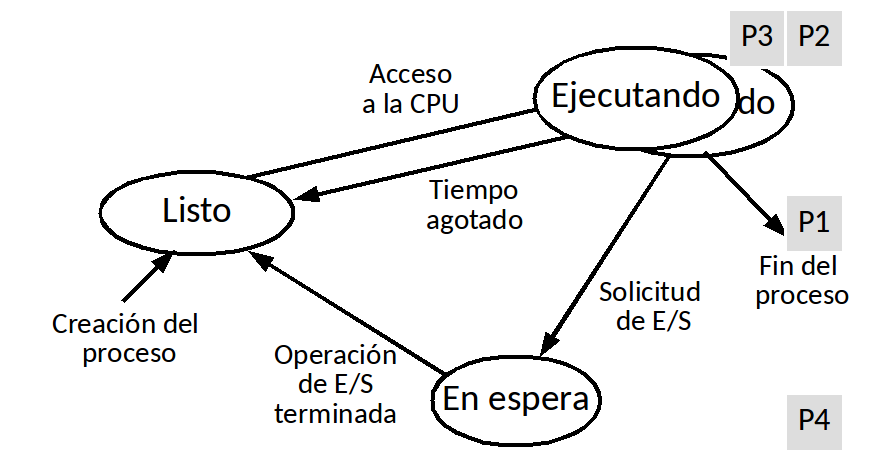 P3 P2
Acceso
a la CPU
Ejecutando
do
Tiempo
agotado
Listo
P1
Fin del
proceso
Solicitud
de E/S
Creación del
proceso
Operación
de E/S
terminada
En espera
P4